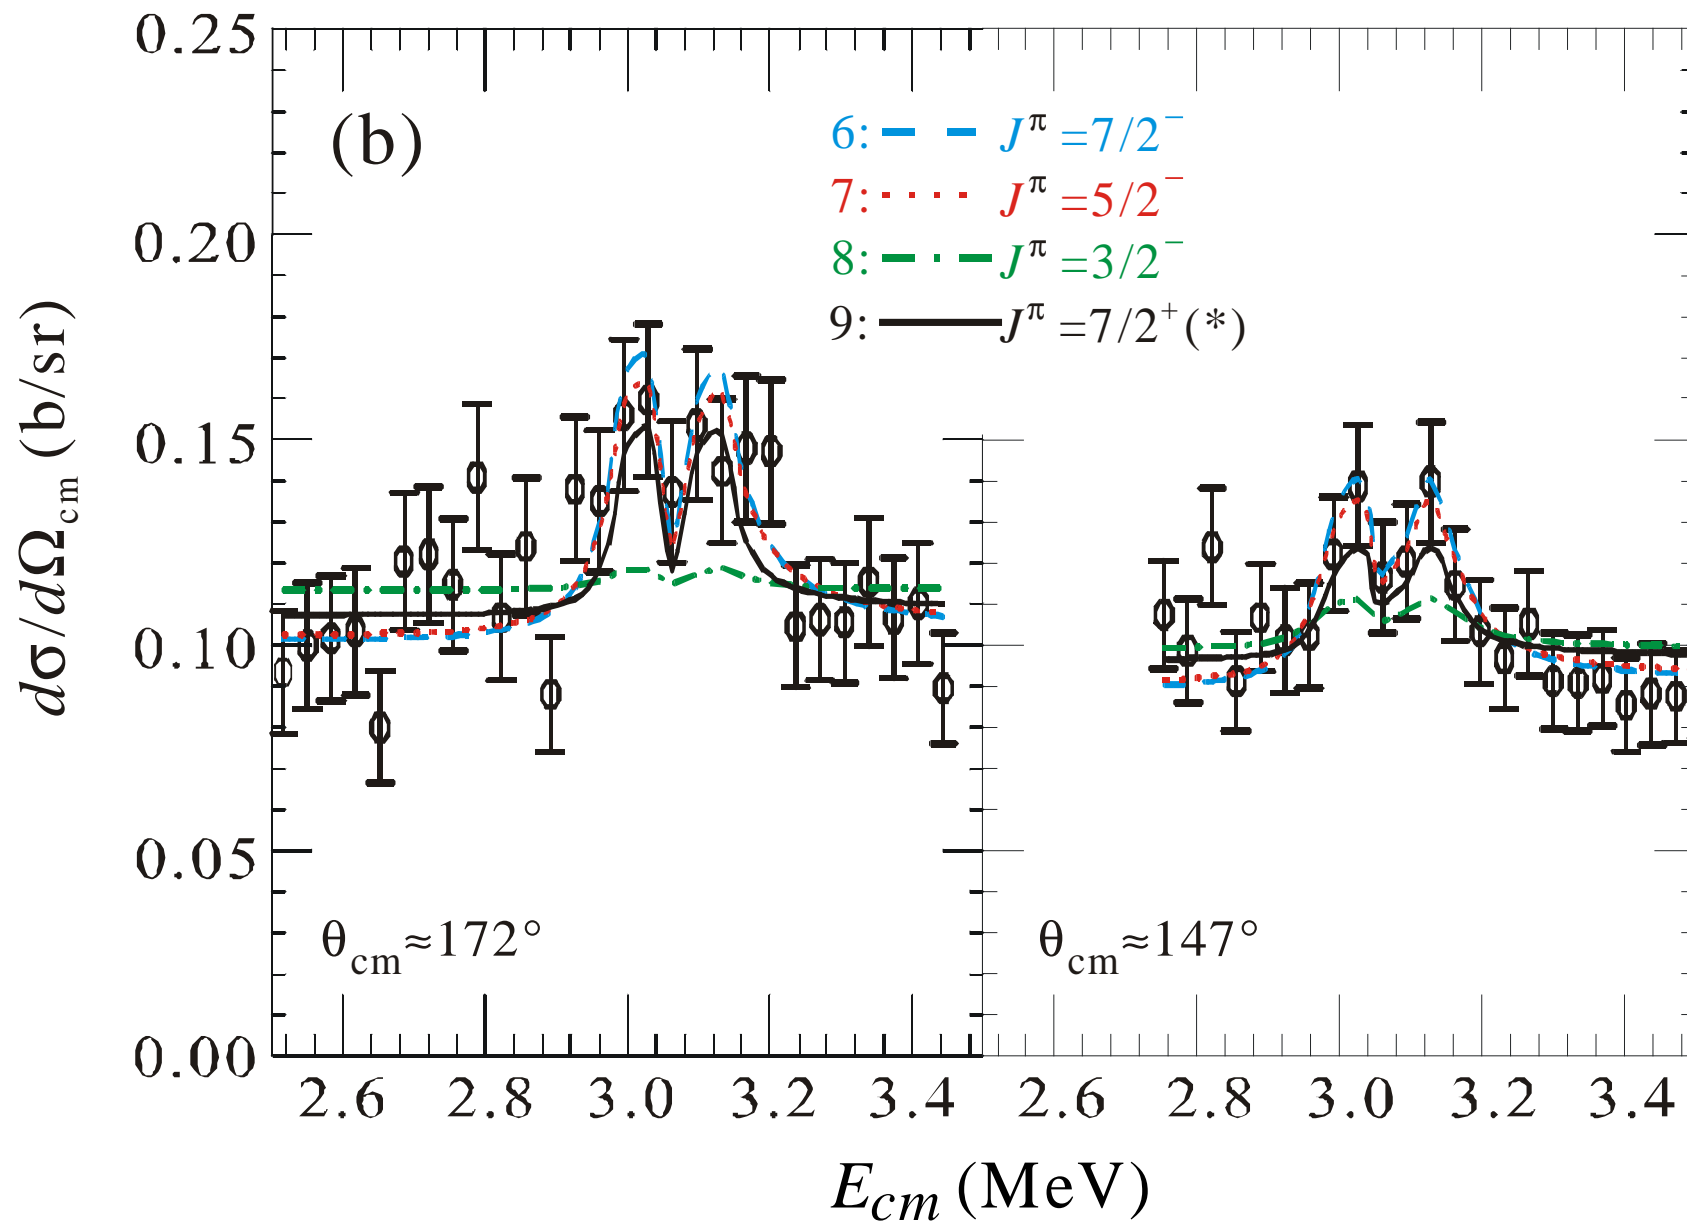 0.25
(b)
6: J^π =7/2^-
7: J^π =5/2^-
8: J^π =3/2^-
9: J^π =7/2^+(*)
0.20
0.15
0.10
0.05
0.00
dσ/dΩ_cm (b/sr)
θ_cm≈172°
θ_cm≈147°
2.6 2.8 3.0 3.2 3.4 2.6 2.8 3.0 3.2 3.4
E_cm (MeV)